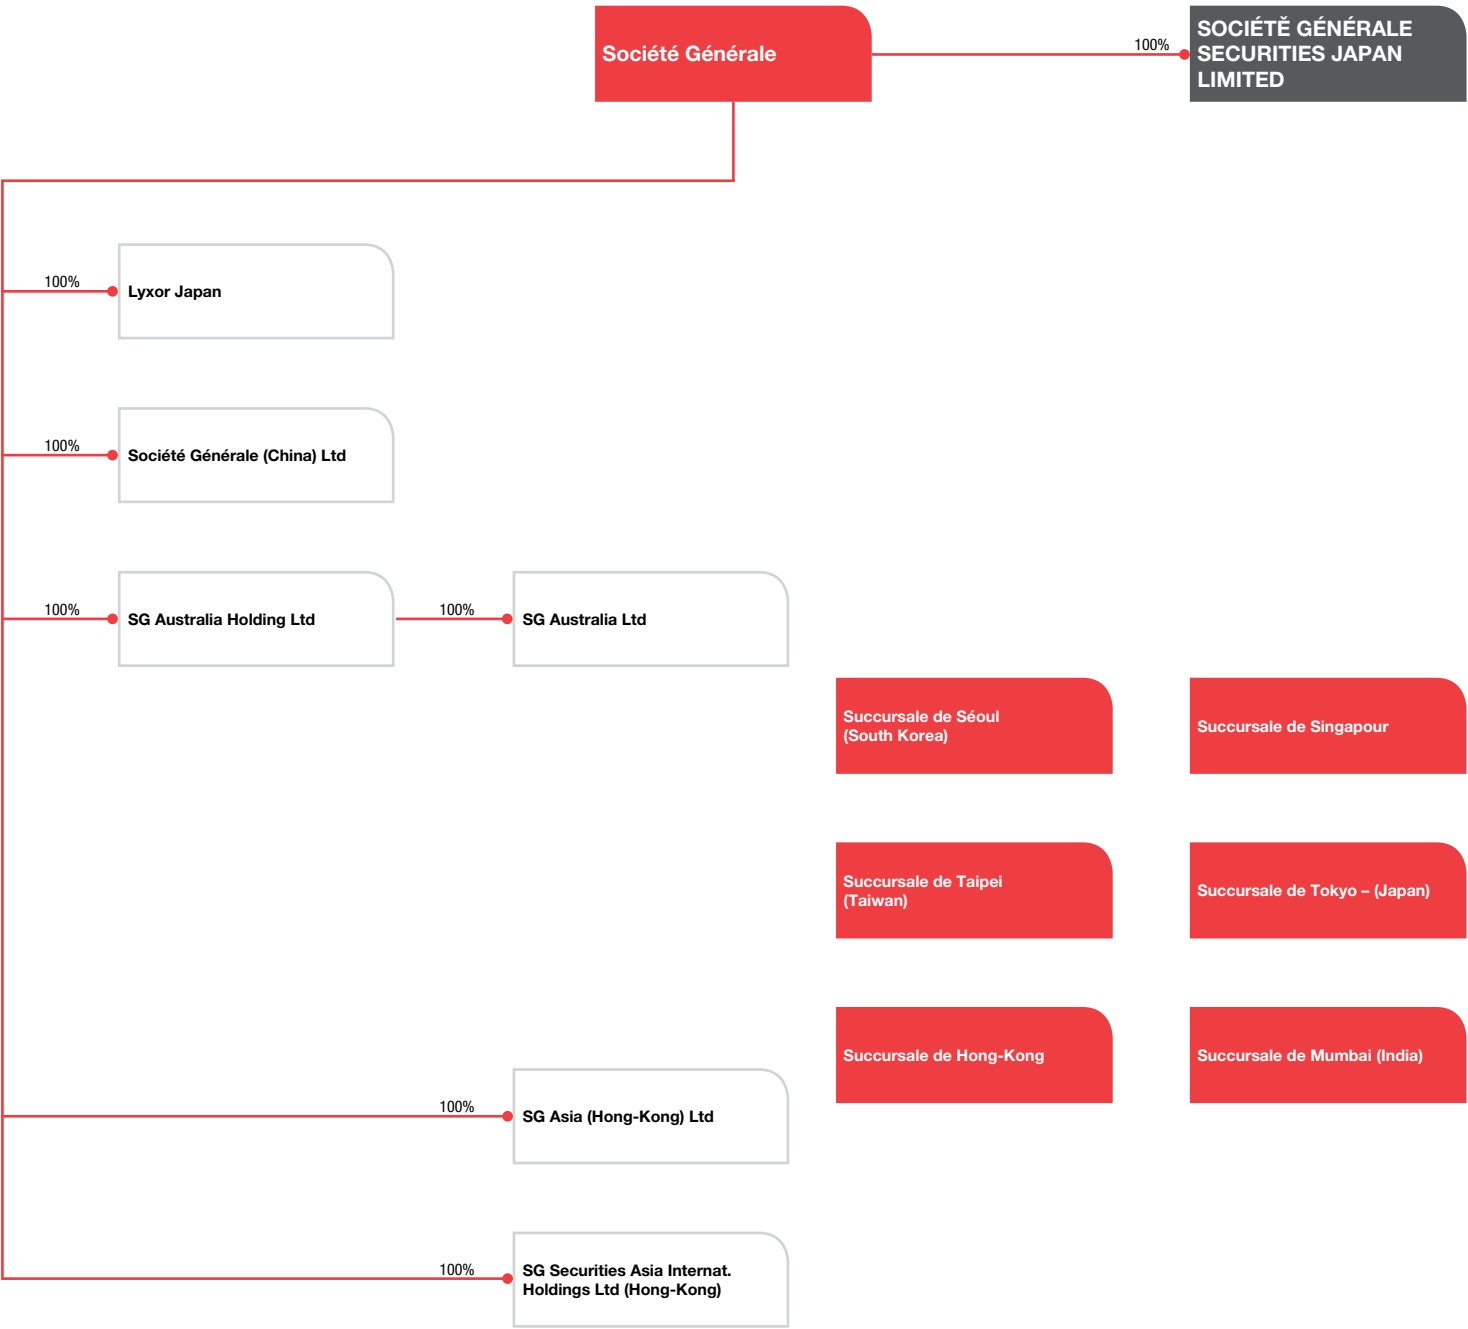 Société Générale
100%
SOCIÉTĚ GÉNÉRALE
SECURITIES JAPAN
LIMITED
100%
Lyxor Japan
100%
Société Générale (China) Ltd
100%
SG Australia Holding Ltd
100%
SG Australia Ltd
Succursale de Séoul
(South Korea)
Succursale de Singapour
Succursale de Taipei
(Taiwan)
Succursale de Tokyo – (Japan)
Succursale de Hong-Kong
Succursale de Mumbai (India)
100%
SG Asia (Hong-Kong) Ltd
100%
SG Securities Asia Internat.
Holdings Ltd (Hong-Kong)